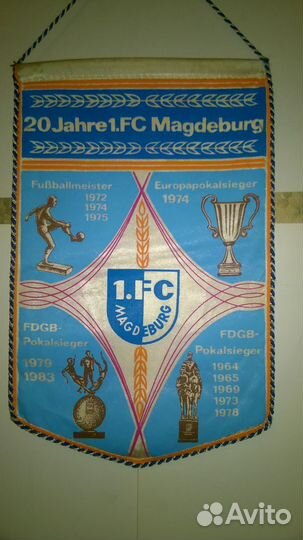 20 Jahre 1.FC Magdeburg
Fußballmeister
1972
1974
1975
Europapokalsieger
1974
1.FC
MAGDEBURG
FDGB-
Pokalsieger
1979
1983
FDGB-
Pokalsieger
1964
1965
1969
1973
1978
Avito